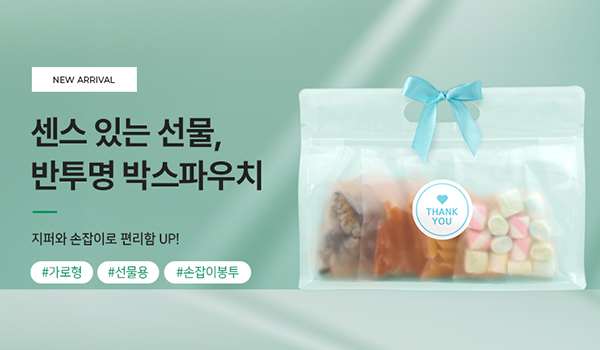 NEW ARRIVAL
센스 있는 선물,
반투명 박스파우치
지퍼와 손잡이로 편리함 UP!
#가로형 #선물용 #손잡이봉투
THANK
YOU